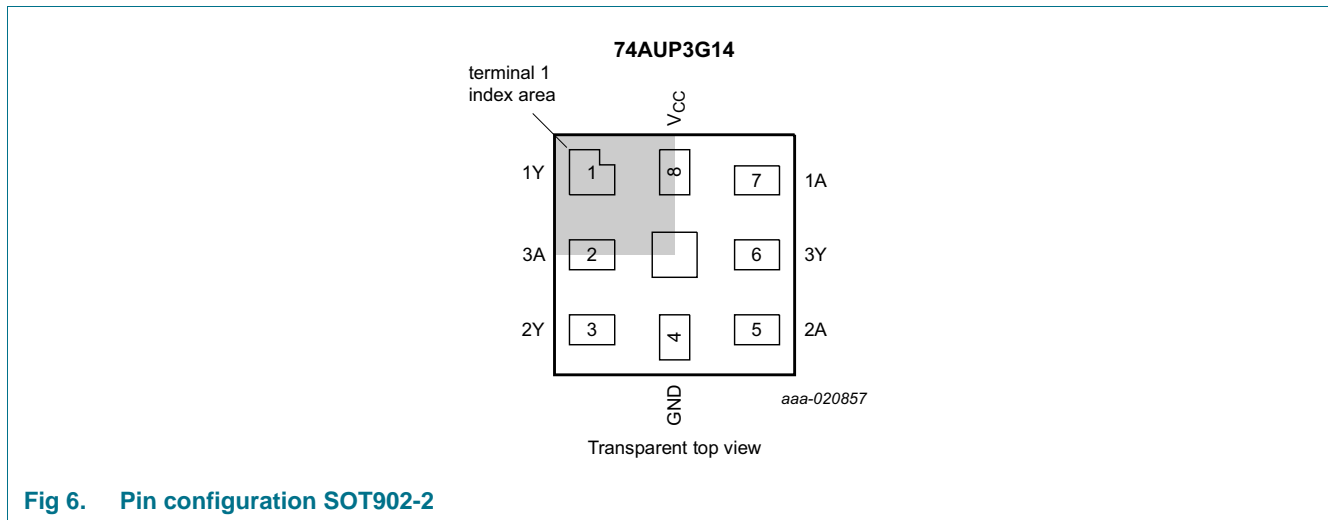 74AUP3G14
terminal 1
index area
VCC
1Y 1 8 7 1A
3A 2 6 3Y
2Y 3 4 5 2A
GND
aaa-020857
Transparent top view
Fig 6. Pin configuration SOT902-2